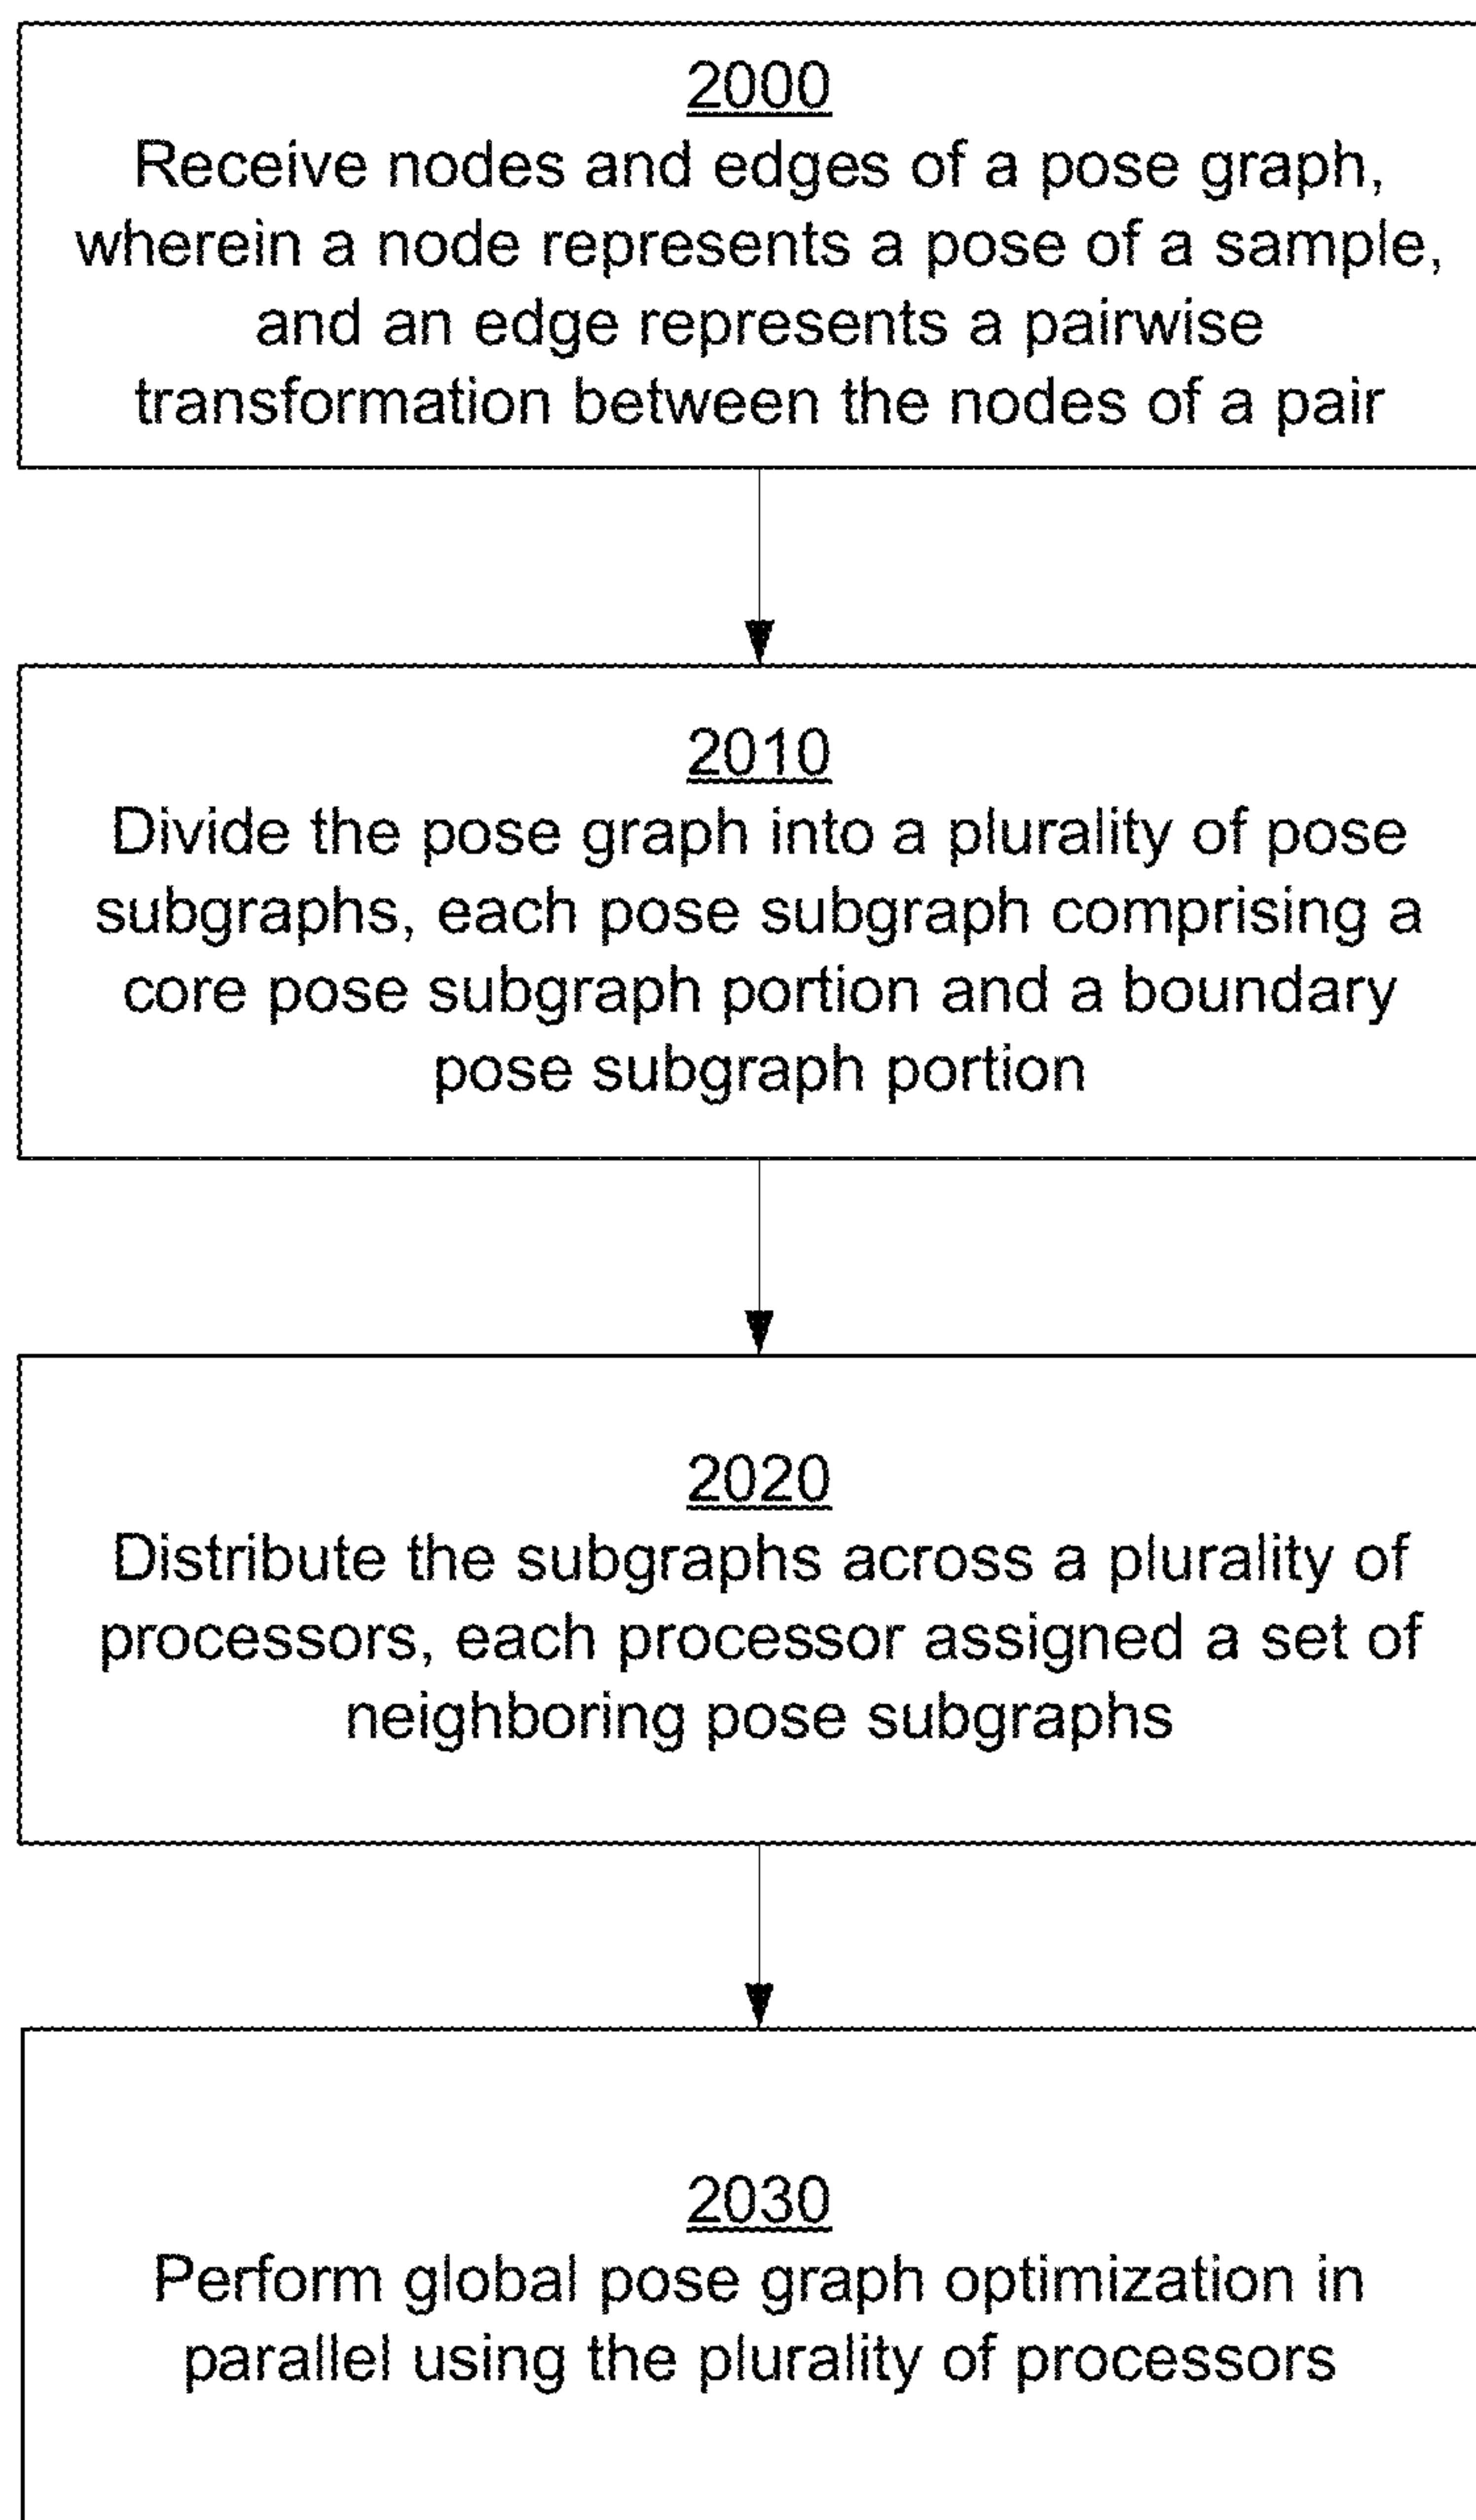 2000
Receive nodes and edges of a pose graph,
wherein a node represents a pose of a sample,
and an edge represents a pairwise
transformation between the nodes of a pair
2010
Divide the pose graph into a plurality of pose
subgraphs, each pose subgraph comprising a
core pose subgraph portion and a boundary
pose subgraph portion
2020
Distribute the subgraphs across a plurality of
processors, each processor assigned a set of
neighboring pose subgraphs
2030
Perform global pose graph optimization in
parallel using the plurality of processors